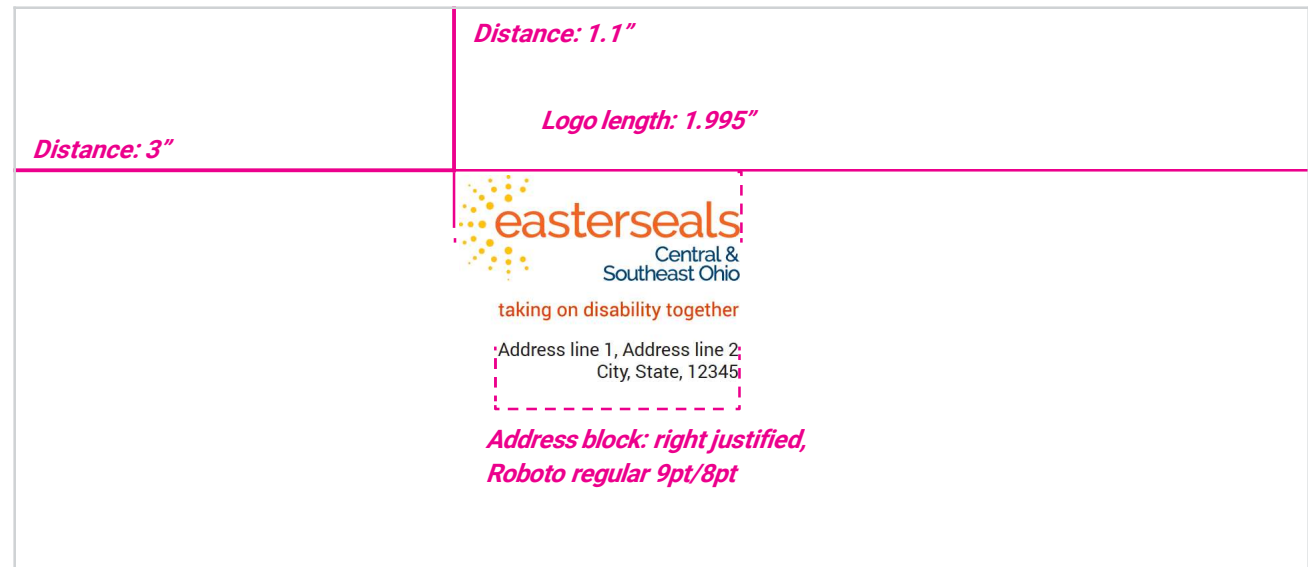 Distance: 1.1”
Logo length: 1.995”
Distance: 3”
easterseals
Central &
Southeast Ohio
taking on disability together
Address line 1, Address line 2
City, State, 12345
Address block: right justified,
Roboto regular 9pt/8pt